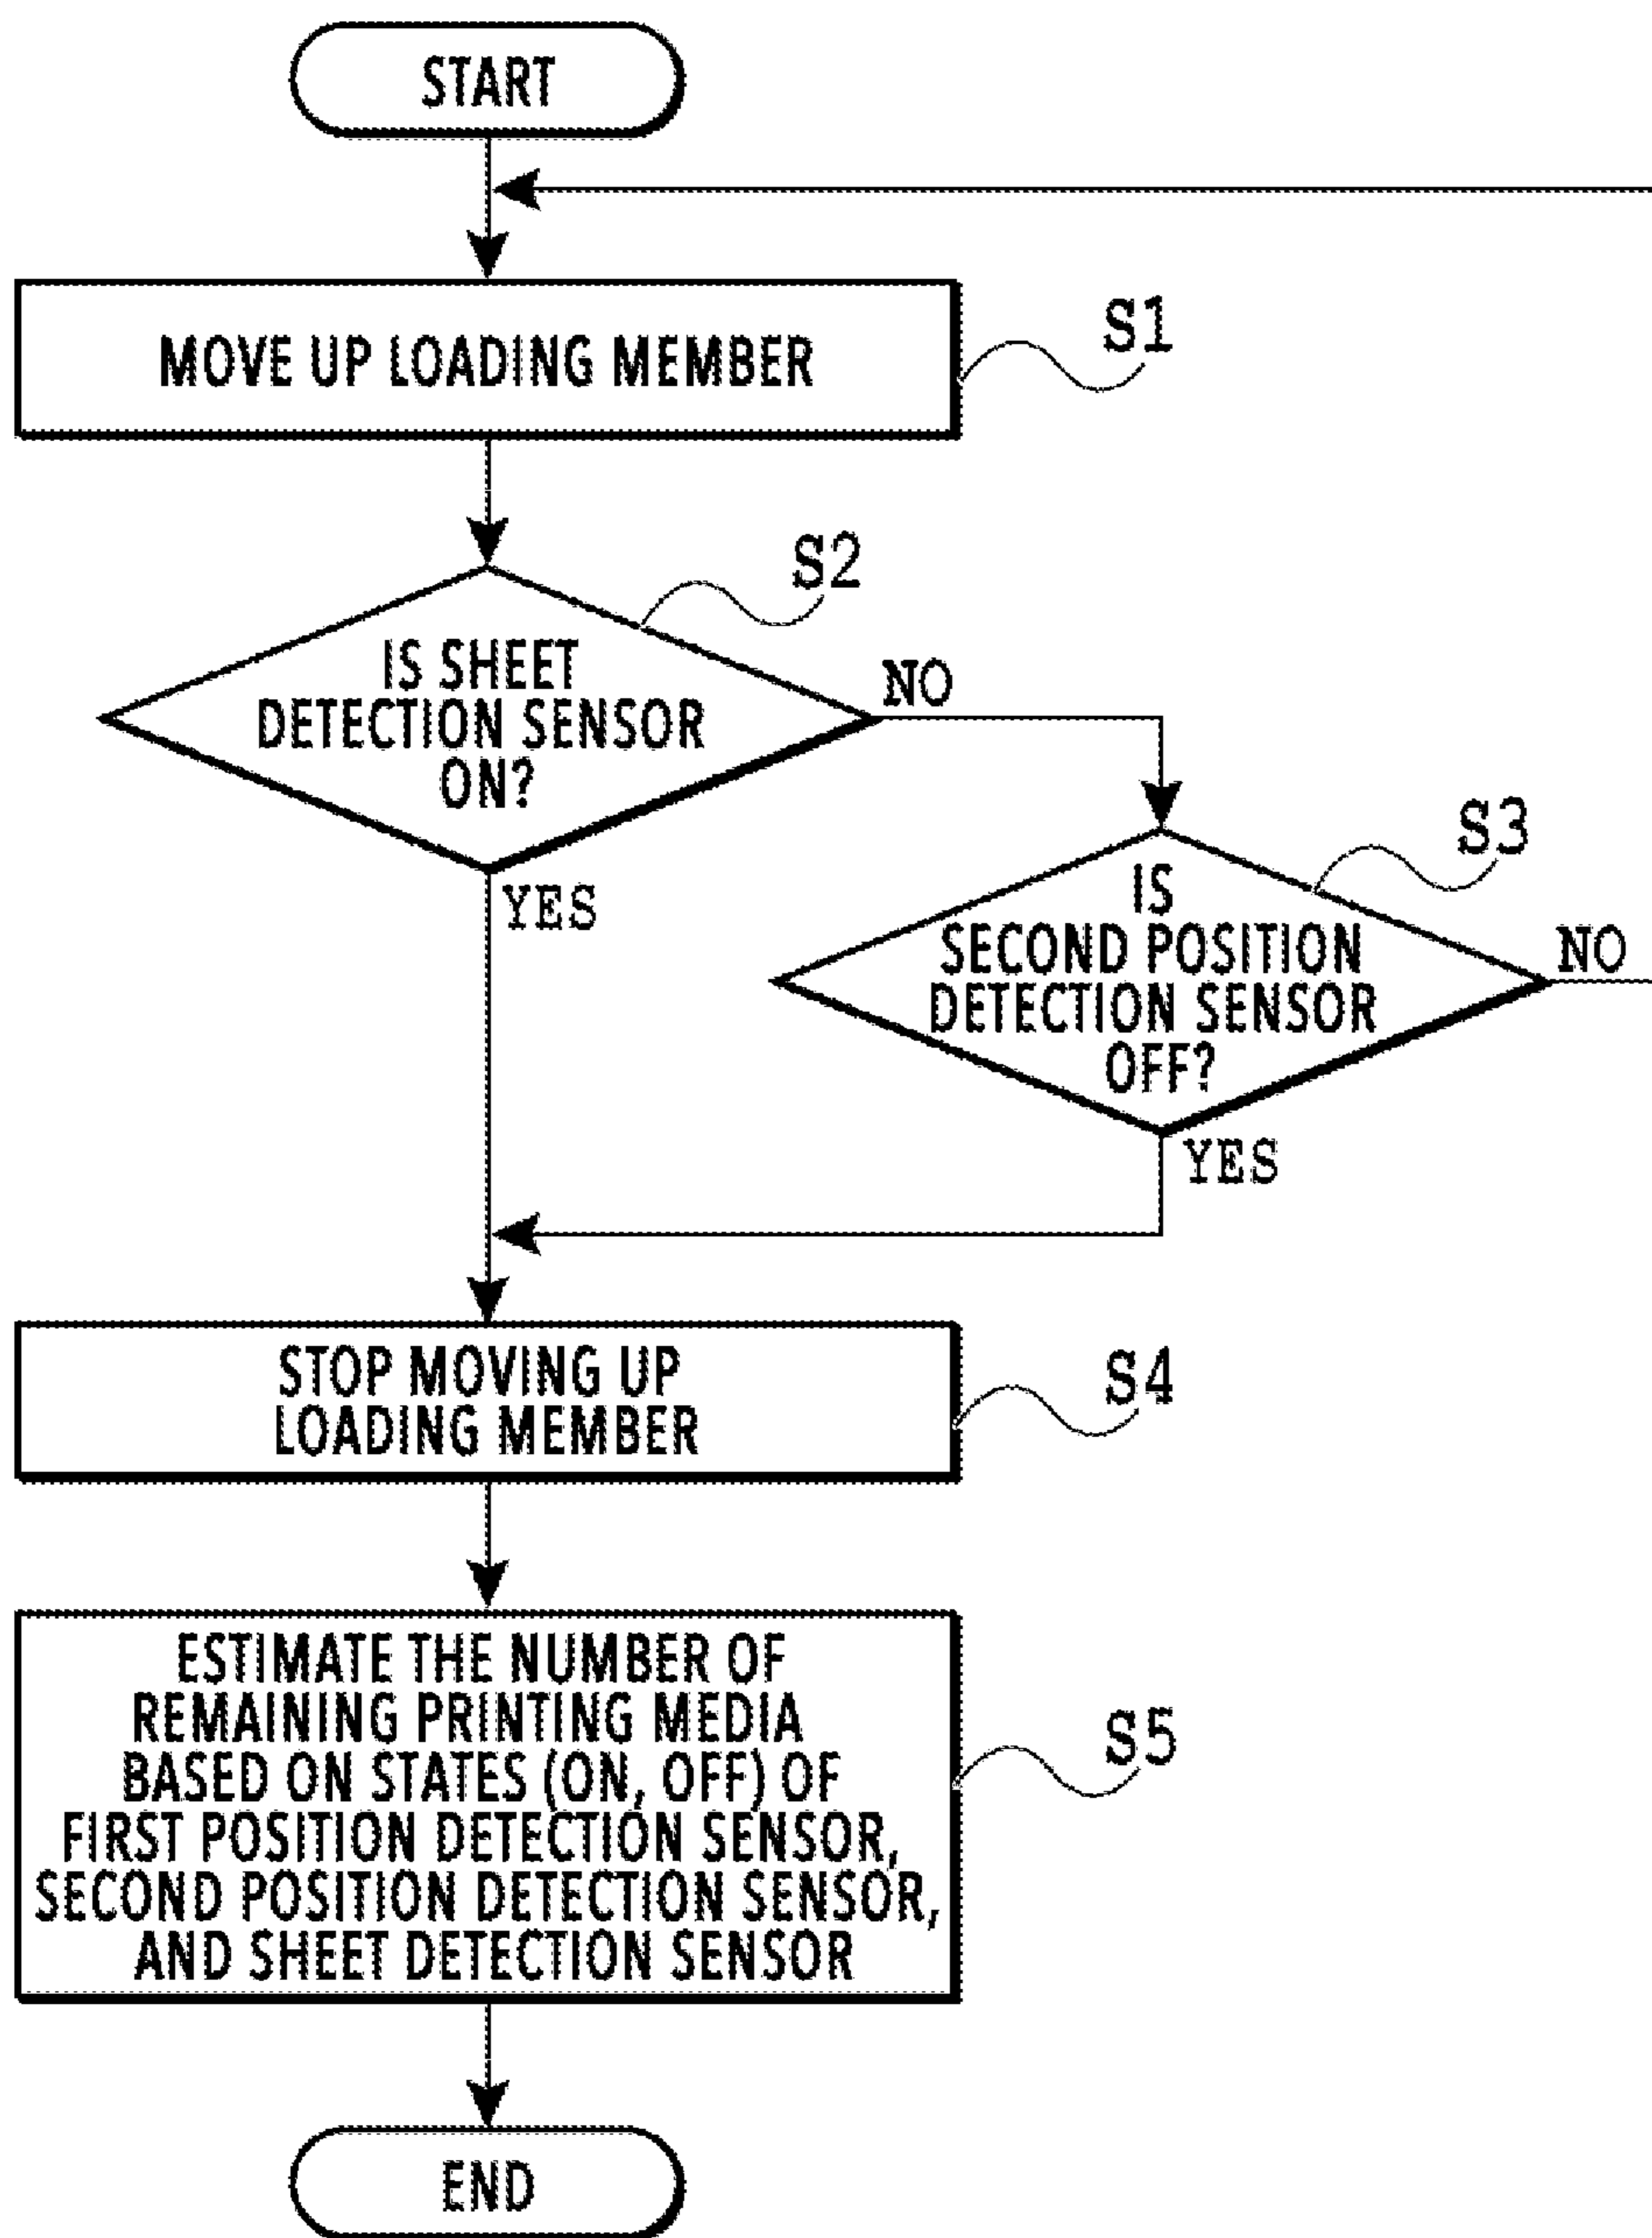 START
MOVE UP LOADING MEMBER
S1
S2
IS SHEET
DETECTION SENSOR
ON?
NO
YES
S3
IS
SECOND POSITION
DETECTION SENSOR
OFF?
NO
YES
STOP MOVING UP
LOADING MEMBER
S4
ESTIMATE THE NUMBER OF
REMAINING PRINTING MEDIA
BASED ON STATES (ON, OFF) OF
FIRST POSITION DETECTION SENSOR,
SECOND POSITION DETECTION SENSOR,
AND SHEET DETECTION SENSOR
S5
END